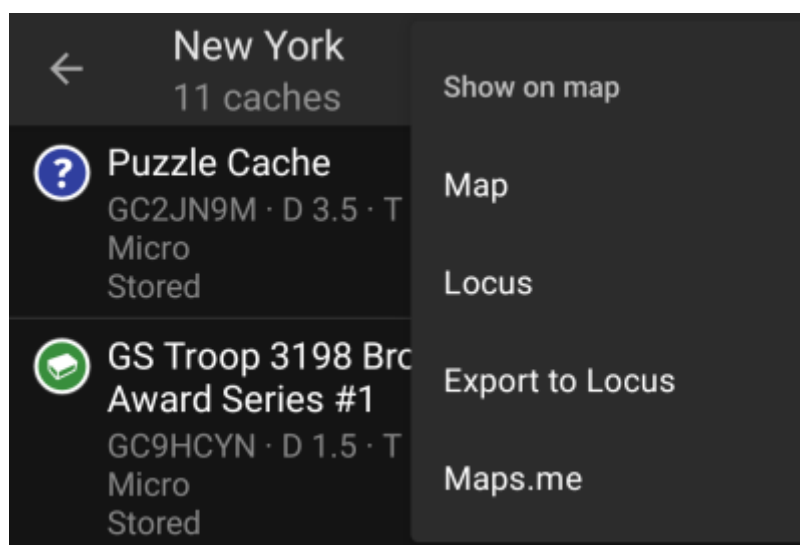 New York
11 caches
?
Puzzle Cache
GC2JN9M · D 3.5 · T
Micro
Stored
GS Troop 3198 Bro
Award Series #1
GC9HCYN · D 1.5 · T
Micro
Stored
Show on map
Map
Locus
Export to Locus
Maps.me